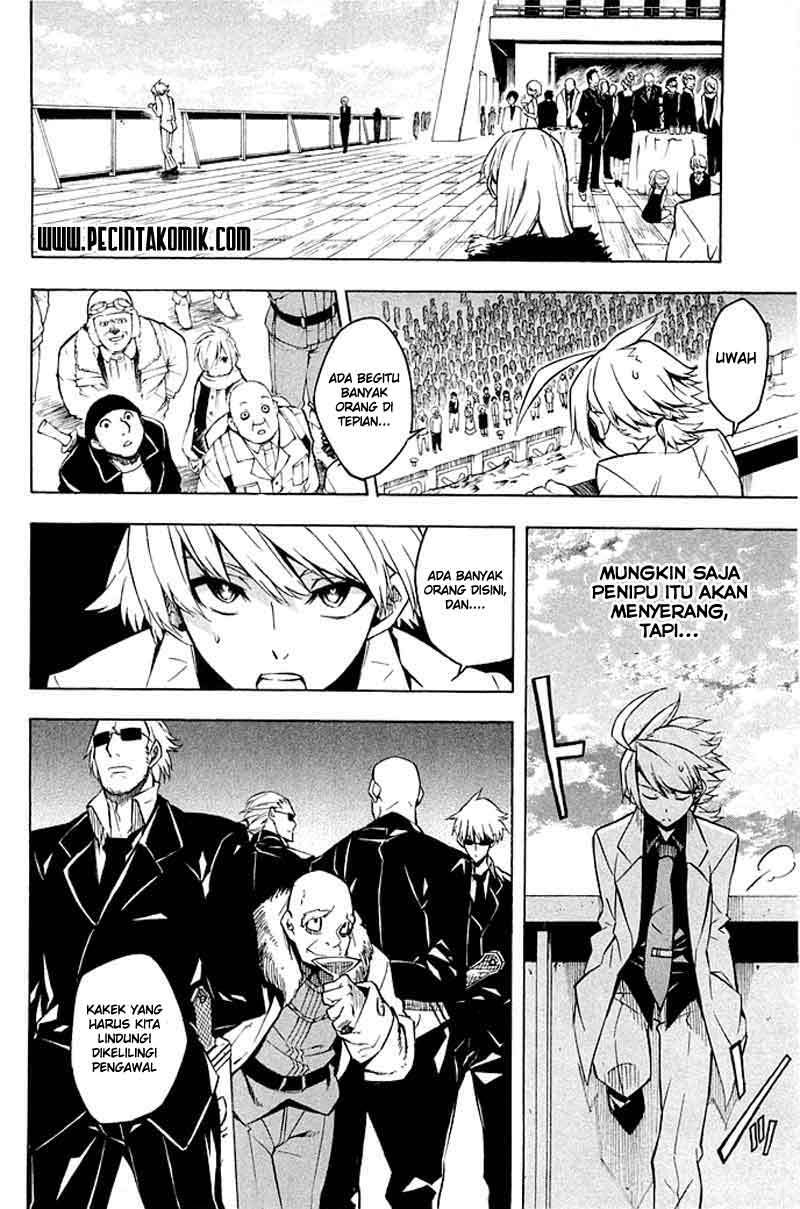 WWW.PECINTAKOMIK.COM
UWAH
ADA BEGITU
BANYAK
ORANG DI
TEPIAN...
MUNGKIN SAJA
PENIPU ITU AKAN
MENYERANG,
TAPI...
ADA BANYAK
ORANG DISINI,
DAN....
KAKEK YANG
HARUS KITA
LINDUNGI
DIKELILINGI
PENGAWAL